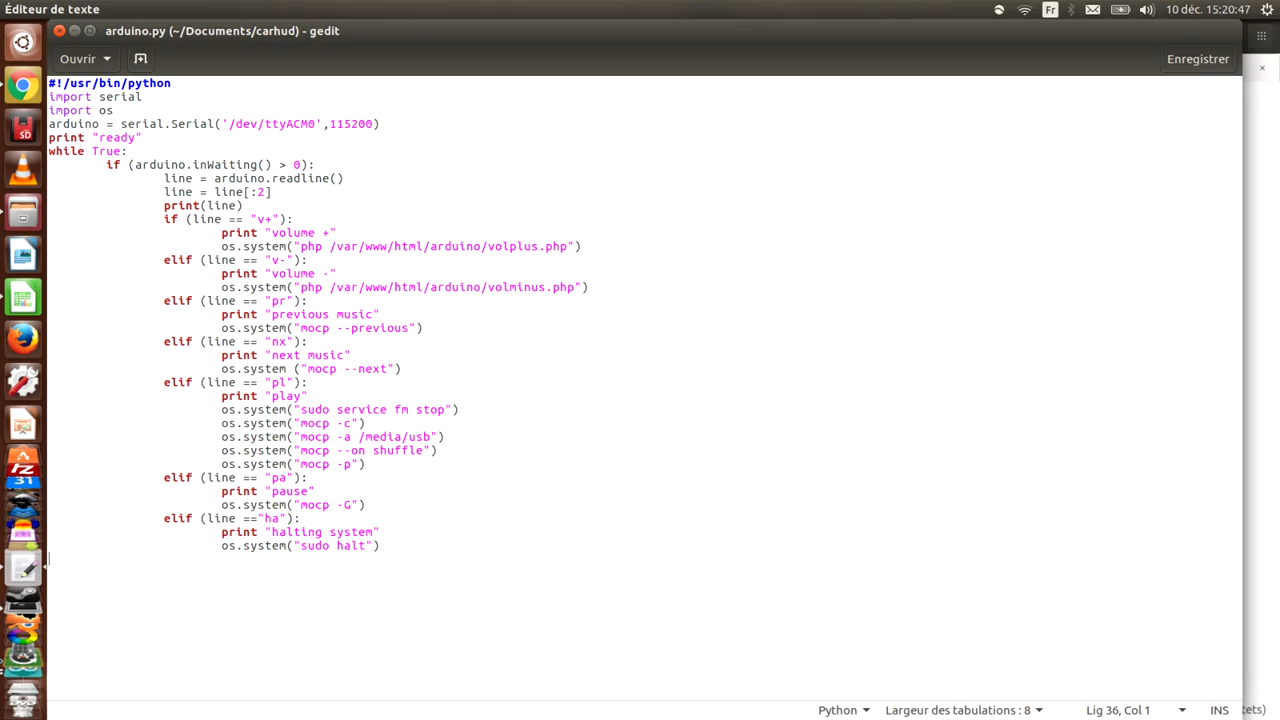 Éditeur de texte
Fr
10 déc. 15:20:47
arduino.py (~/Documents/carhud) - gedit
Ouvrir
Enregistrer
#!/usr/bin/python
import serial
import os
arduino = serial.Serial('/dev/ttyACM0',115200)
print "ready"
while True:
if (arduino.inWaiting() > 0):
line = arduino.readline()
line = line[:2]
print(line)
if (line == "v+"):
print "volume +"
os.system("php /var/www/html/arduino/volplus.php")
elif (line == "v-"):
print "volume -"
os.system("php /var/www/html/arduino/volminus.php")
elif (line == "pr"):
print "previous music"
os.system("mocp --previous")
elif (line == "nx"):
print "next music"
os.system ("mocp --next")
elif (line == "pl"):
print "play"
os.system("sudo service fm stop")
os.system("mocp -c")
os.system("mocp -a /media/usb")
os.system("mocp --on shuffle")
os.system("mocp -p")
elif (line == "pa"):
print "pause"
os.system("mocp -G")
elif (line =="ha"):
print "halting system"
os.system("sudo halt")
SD
31
Python
Largeur des tabulations : 8
Lig 36, Col 1
INS
tets)